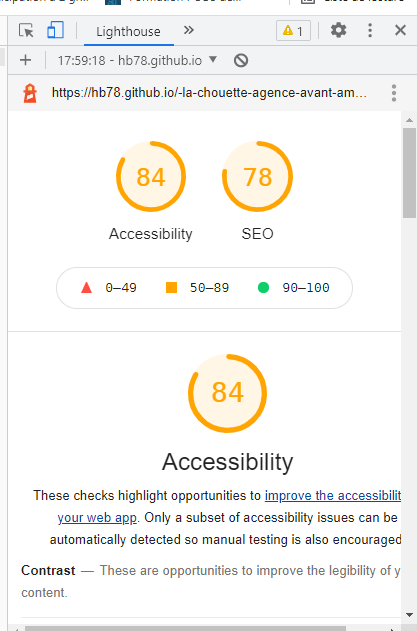 Lighthouse
1
17:59:18 - hb78.github.io
https://hb78.github.io/-la-chouette-agence-avant-am…
84
78
Accessibility
SEO
0–49
50–89
90–100
84
Accessibility
These checks highlight opportunities to improve the accessibilit
your web app. Only a subset of accessibility issues can be
automatically detected so manual testing is also encouraged
Contrast — These are opportunities to improve the legibility of y
content.